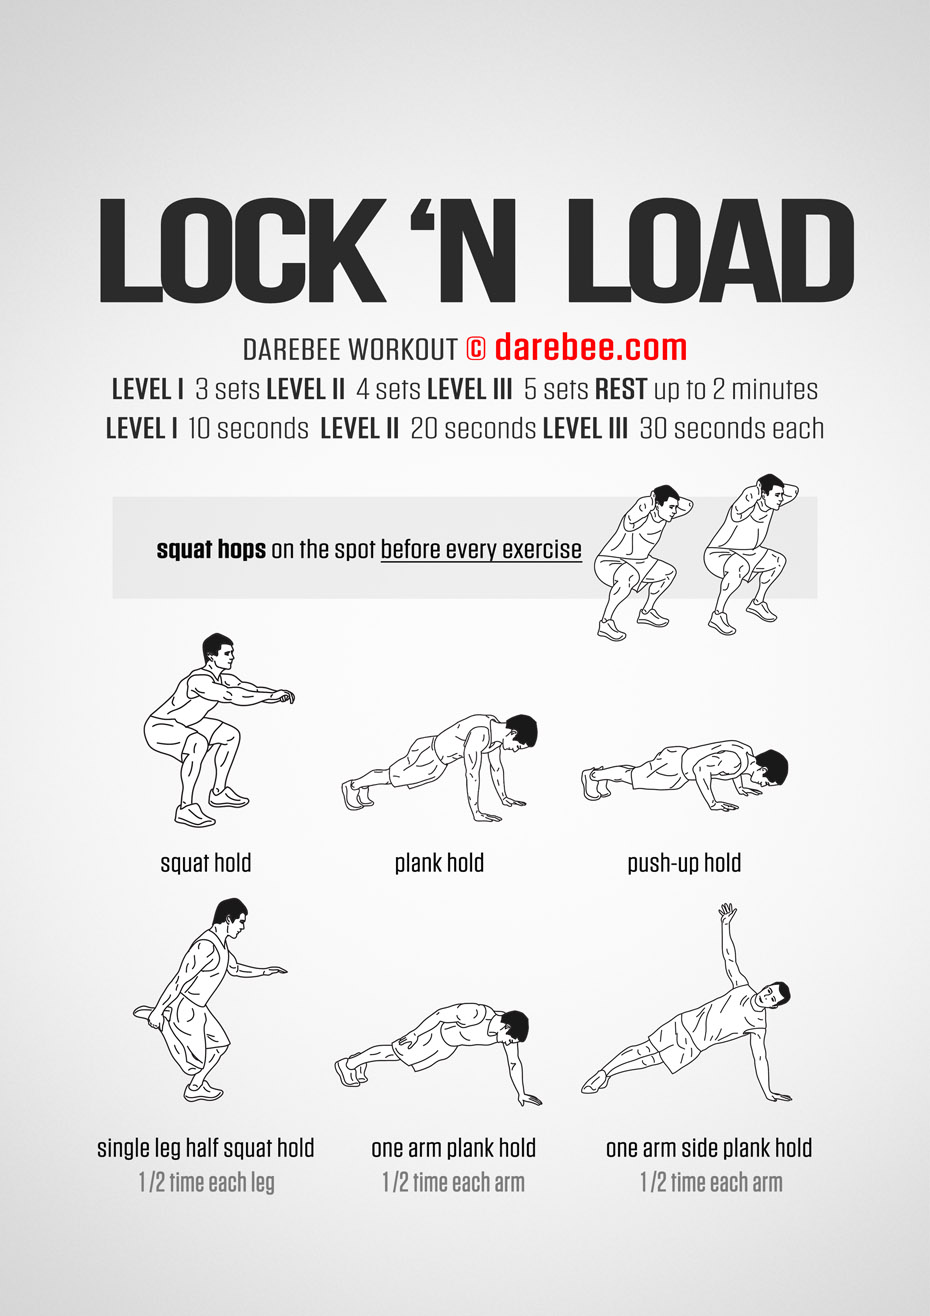 LOCK ‘N LOAD
DAREBEE WORKOUT © darebee.com
LEVEL I 3 sets LEVEL II 4 sets LEVEL III 5 sets REST up to 2 minutes
LEVEL I 10 seconds LEVEL II 20 seconds LEVEL III 30 seconds each
squat hops on the spot before every exercise
squat hold
plank hold
push-up hold
single leg half squat hold
1/2 time each leg
one arm plank hold
1/2 time each arm
one arm side plank hold
1/2 time each arm